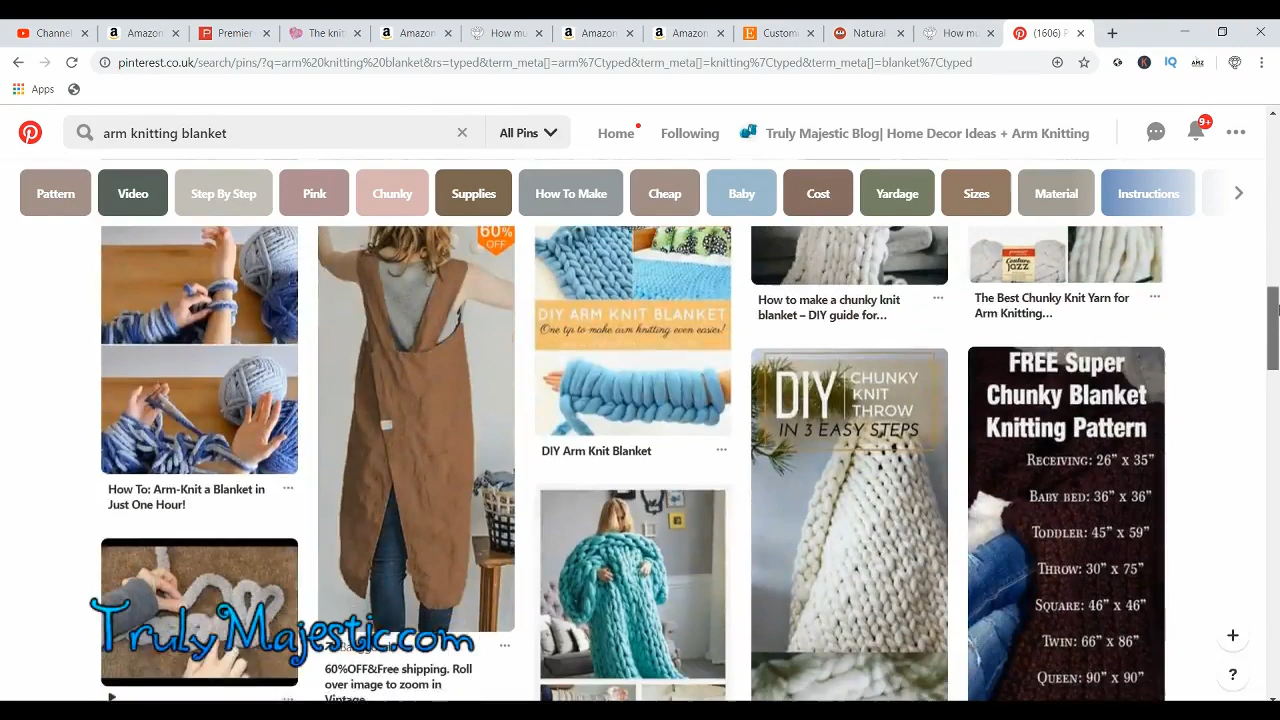 Channel
Amazon
Premier
The knit
Amazon
How mu
Amazon
Amazon
Custom
Natural
How mu
(1606) P
pinterest.co.uk/search/pins/?q=arm%20knitting%20blanket&rs=typed&term_meta[]=arm%7Ctyped&term_meta[]=knitting%7Ctyped&term_meta[]=blanket%7Ctyped
Apps
arm knitting blanket
All Pins
Home
Following
Truly Majestic Blog| Home Decor Ideas + Arm Knitting
9+
Pattern
Video
Step By Step
Pink
Chunky
Supplies
How To Make
Cheap
Baby
Cost
Yardage
Sizes
Material
Instructions
60%
OFF
DIY ARM KNIT BLANKET
One tip to make arm knitting even easier!
DIY Arm Knit Blanket
How to make a chunky knit
blanket – DIY guide for...
The Best Chunky Knit Yarn for
Arm Knitting...
DIY
CHUNKY
KNIT
THROW
IN 3 EASY STEPS
FREE Super
Chunky Blanket
Knitting Pattern
RECEIVING: 26" x 35"
BABY BED: 36" x 36"
TODDLER: 45" x 59"
THROW: 30" x 75"
SQUARE: 46" x 46"
TWIN: 66" x 86"
QUEEN: 90" x 90"
How To: Arm-Knit a Blanket in
Just One Hour!
TrulyMajestic.com
60%OFF&Free shipping. Roll
over image to zoom in
Vintage